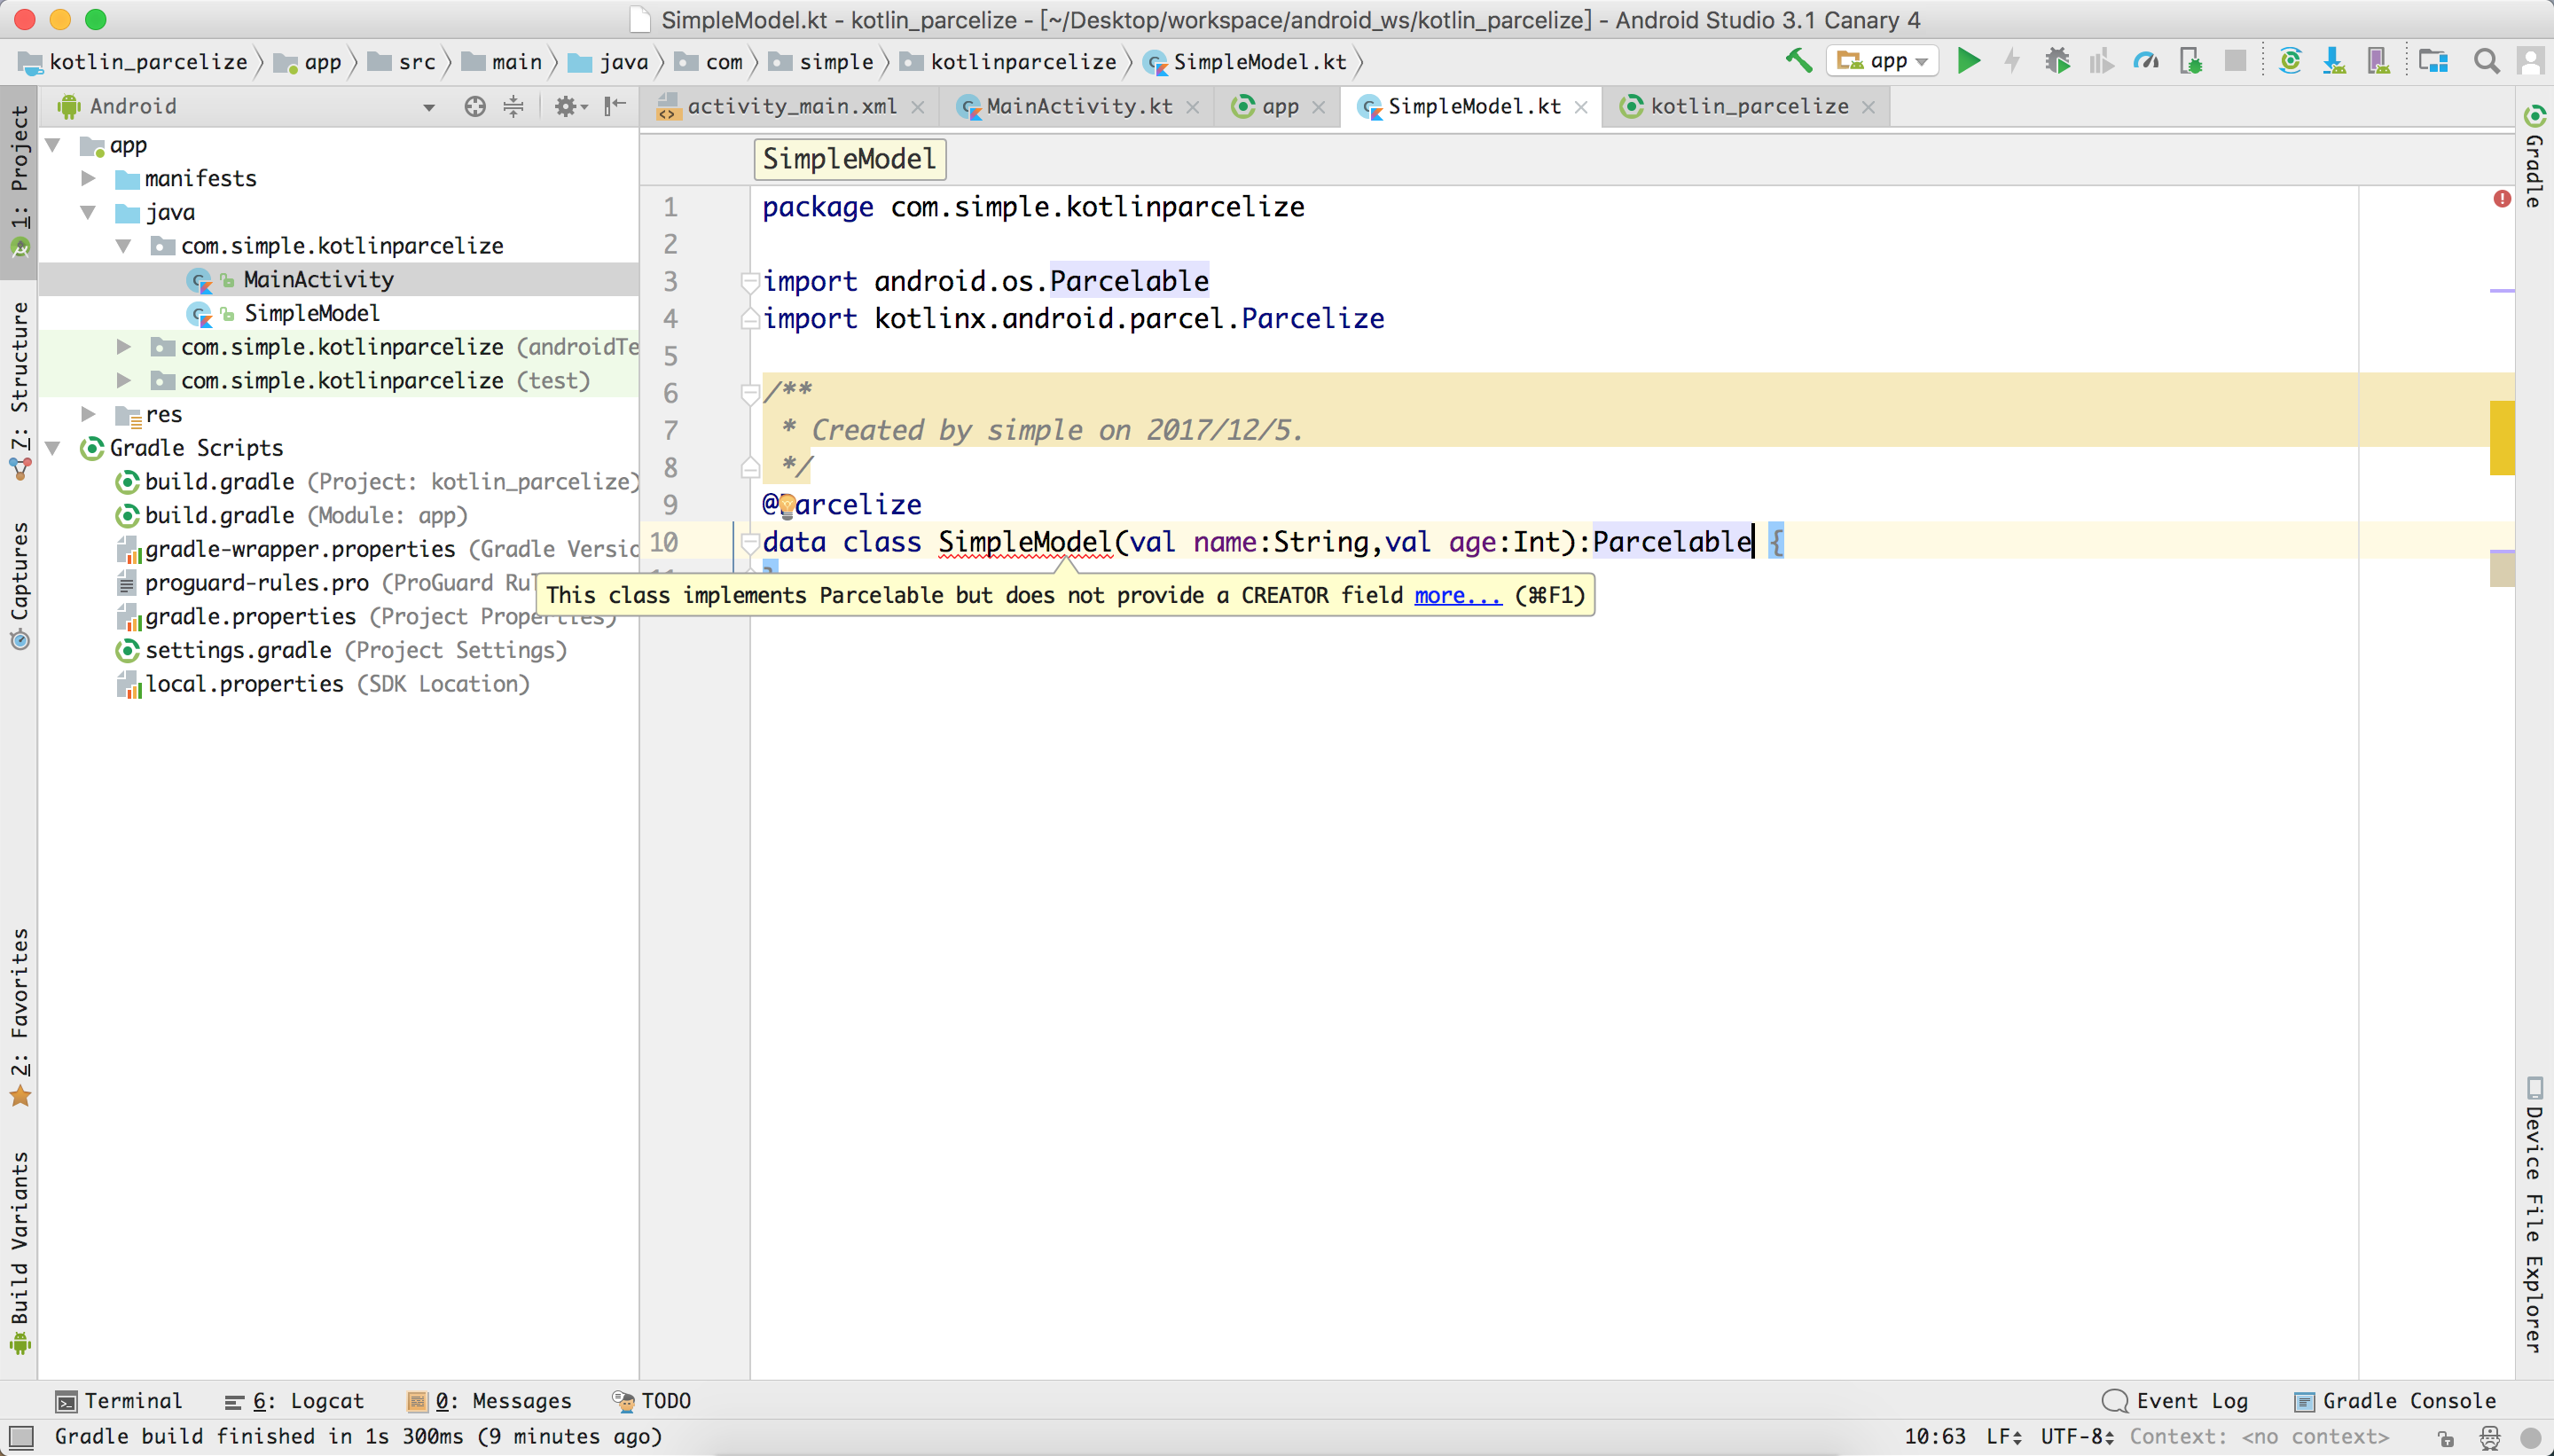 SimpleModel.kt - kotlin_parcelize - [~/Desktop/workspace/android_ws/kotlin_parcelize] - Android Studio 3.1 Canary 4
kotlin_parcelize app src main java com simple kotlinparcelize SimpleModel.kt app
Android
activity_main.xml MainActivity.kt app SimpleModel.kt kotlin_parcelize
1: Project
7: Structure
Captures
2: Favorites
Build Variants
app
manifests
java
com.simple.kotlinparcelize
MainActivity
SimpleModel
com.simple.kotlinparcelize (androidTe
com.simple.kotlinparcelize (test)
res
Gradle Scripts
build.gradle (Project: kotlin_parcelize)
build.gradle (Module: app)
gradle-wrapper.properties (Gradle Versio
proguard-rules.pro (ProGuard Rul
gradle.properties (Project Properties)
settings.gradle (Project Settings)
local.properties (SDK Location)
SimpleModel
1 package com.simple.kotlinparcelize
2
3 import android.os.Parcelable
4 import kotlinx.android.parcel.Parcelize
5
6 /**
7 * Created by simple on 2017/12/5.
8 */
9 @Parcelize
10 data class SimpleModel(val name:String,val age:Int):Parcelable {
11 }
This class implements Parcelable but does not provide a CREATOR field more... (⌘F1)
Gradle
Device File Explorer
Terminal 6: Logcat 0: Messages TODO Event Log Gradle Console
Gradle build finished in 1s 300ms (9 minutes ago) 10:63 LF UTF-8 Context: <no context>